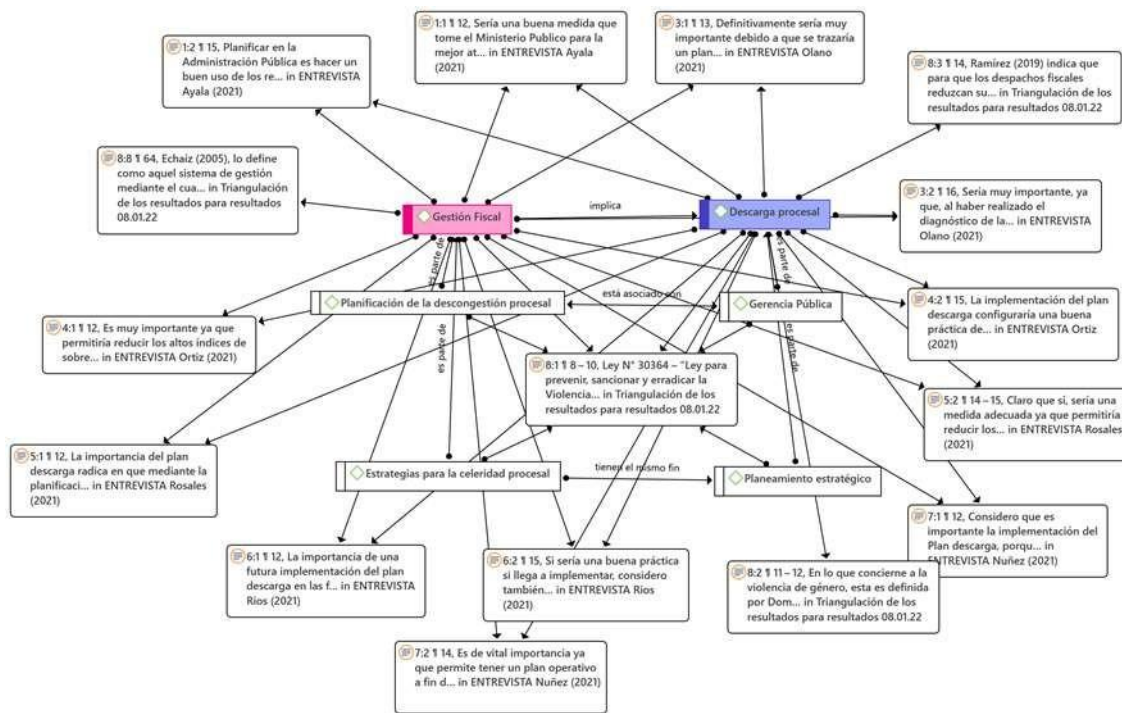 1:1 ¶ 12, Sería una buena medida que
tome el Ministerio Publico para la
mejor at... in ENTREVISTA Ayala
(2021)
3:1 ¶ 13, Definitivamente sería muy
importante debido a que se trazaría
un plan... in ENTREVISTA Olano
(2021)
1:2 ¶ 15, Planificar en la
Administración Pública es hacer un
buen uso de los re... in ENTREVISTA
Ayala (2021)
8:3 ¶ 14, Ramírez (2019) indica que
para que los despachos fiscales
reduzcan su... in Triangulación de
los resultados para resultados 08.01.22
8:8 ¶ 64, Echaiz (2005), lo define
como aquel sistema de gestión
mediante el cua... in Triangulación
de los resultados para resultados
08.01.22
implica
Gestión Fiscal
Descarga procesal
3:2 ¶ 16, Sería muy importante, ya
que, al haber realizado el
diagnóstico de la... in ENTREVISTA
Olano (2021)
es parte de
es parte de
Planificación de la descongestión procesal
está asociado con
Gerencia Pública
4:2 ¶ 15, La implementación del plan
descarga configuraría una buena
práctica de... in ENTREVISTA Ortiz
(2021)
4:1 ¶ 12, Es muy importante ya que
permitiría reducir los altos índices de
sobre... in ENTREVISTA Ortiz (2021)
es parte de
es parte de
8:1 ¶ 8 – 10, Ley N° 30364 – "Ley para
prevenir, sancionar y erradicar la
Violencia... in Triangulación de los
resultados para resultados 08.01.22
5:2 ¶ 14 – 15, Claro que si, sería una
medida adecuada ya que permitiría
reducir los... in ENTREVISTA Rosales
(2021)
5:1 ¶ 12, La importancia del plan
descarga radica en que mediante la
planificaci... in ENTREVISTA Rosales
(2021)
Estrategias para la celeridad procesal
tienen el mismo fin
Planeamiento estratégico
7:1 ¶ 12, Considero que es
importante la implementación del
Plan descarga, porqu... in
ENTREVISTA Nuñez (2021)
6:1 ¶ 12, La importancia de una
futura implementación del plan
descarga en las f... in ENTREVISTA
Ríos (2021)
6:2 ¶ 15, Si sería una buena práctica
si llega a implementar, considero
también... in ENTREVISTA Ríos
(2021)
8:2 ¶ 11 – 12, En lo que concierne a la
violencia de género, esta es definida
por Dom... in Triangulación de los
resultados para resultados 08.01.22
7:2 ¶ 14, Es de vital importancia ya
que permite tener un plan operativo
a fin d... in ENTREVISTA Nuñez
(2021)